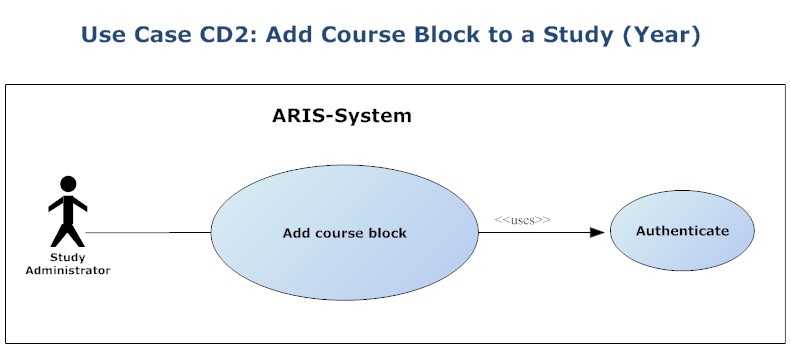 Use Case CD2: Add Course Block to a Study (Year)
ARIS-System
Study
Administrator
Add course block
<<uses>>
Authenticate